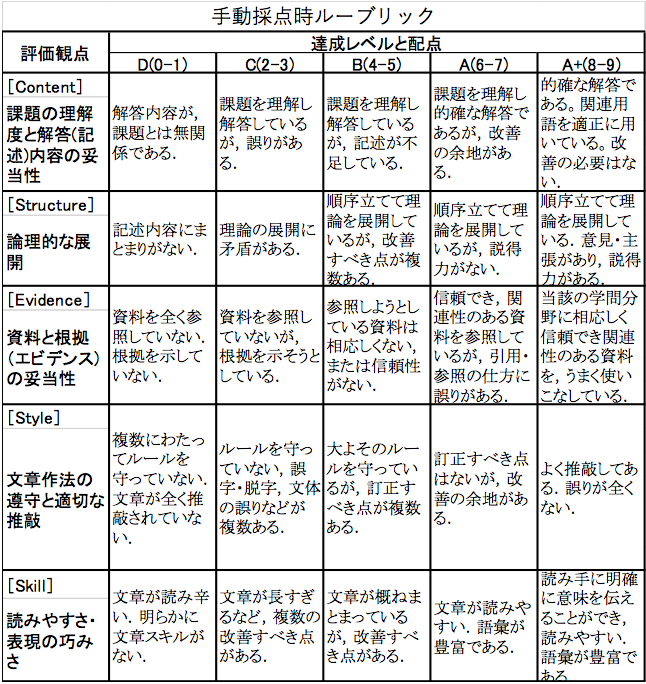 手動採点時ルーブリック
評価観点
達成レベルと配点
D(0−1)
C(2−3)
B(4−5)
A(6−7)
A+(8−9)
[Content]
課題の理解
度と解答(記
述)内容の妥
当性
解答内容が,
課題とは無関
係である.
課題を理解し
解答している
が, 誤りがある.
課題を理解し
解答している
が, 記述が不
足している.
課題を理解し
的確な解答で
あるが, 改善
の余地があ
る.
的確な解答で
ある。関連用
語を適正に用
いている. 改
善の必要はな
い.
[Structure]
論理的な展
開
記述内容にま
とまりがない.
理論の展開に
矛盾がある.
順序立てて理
論を展開して
いるが, 改善
すべき点が複
数ある.
順序立てて理
論を展開して
いるが, 説得
力がない.
順序立てて理
論を展開して
いる. 意見・主
張があり, 説得
力がある.
[Evidence]
資料と根拠
(エビデンス)
の妥当性
資料を全く参
照していない.
根拠を示して
いない.
資料を参照し
ていないが,
根拠を示そうと
している.
参照しようとし
ている資料は
相応しくない,
または信頼性
がない.
信頼でき, 関
連性のある資
料を参照して
いるが, 引用・
参照の仕方に
誤りがある.
当該の学問分
野に相応しく
信頼でき関連
性のある資料
を, うまく使い
こなしている.
[Style]
文章作法の
遵守と適切な
推敲
複数にわたっ
てルールを
守っていない.
文章が全く推
敲されていな
い.
ルールを守っ
ていない, 誤
字・脱字, 文体
の誤りなどが
複数ある.
大よそのルー
ルを守っている
が, 訂正す
べき点が複数
ある.
訂正すべき点
はないが, 改
善の余地があ
る.
よく推敲してあ
る. 誤りが全く
ない.
[Skill]
読みやすさ・
表現の巧み
さ
文章が読み辛
い. 明らかに
文章スキルが
ない.
文章が長すぎ
るなど, 複数の
改善すべき点
がある.
文章が概ねま
とまっている
が, 改善すべ
き点がある.
文章が読みや
すい. 語彙が
豊富である.
読み手に明確
に意味を伝え
ることができ,
読みやすい.
語彙が豊富で
ある